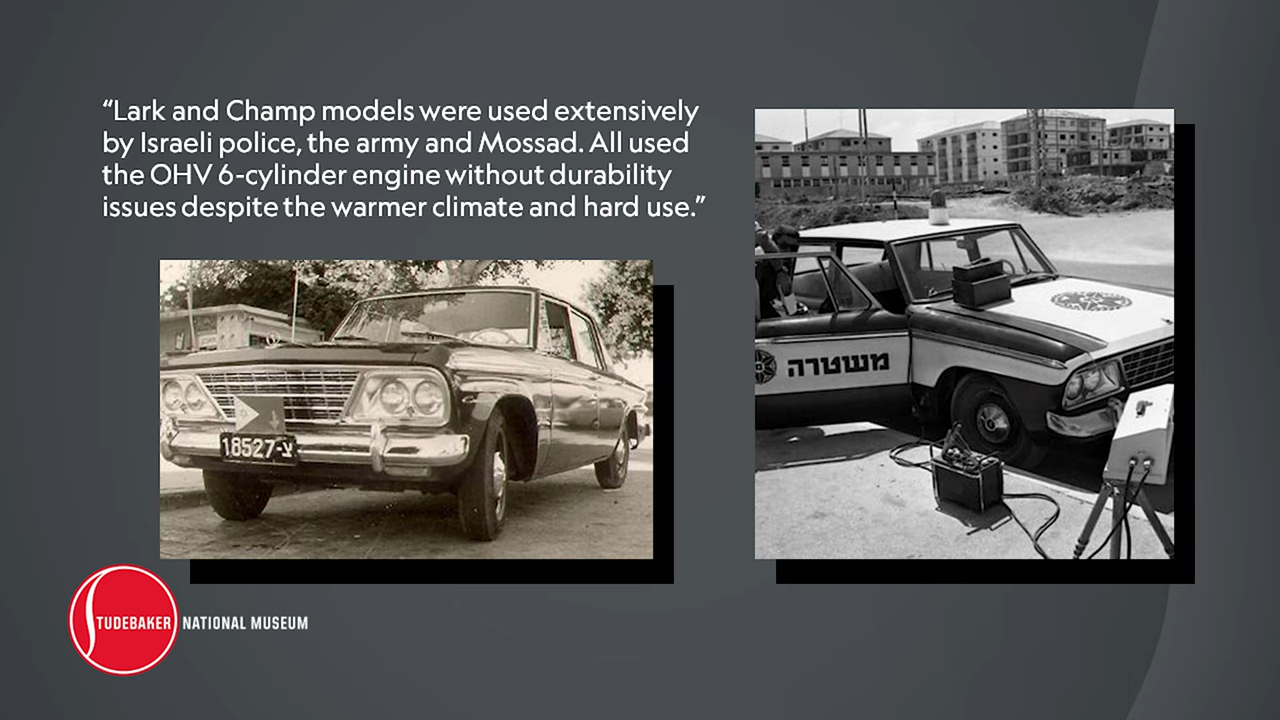 “Lark and Champ models were used extensively
by Israeli police, the army and Mossad. All used
the OHV 6-cylinder engine without durability
issues despite the warmer climate and hard use.”
משטרה
18527-צ
STUDEBAKER NATIONAL MUSEUM